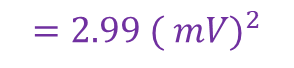 = 2.99 ( mV)²